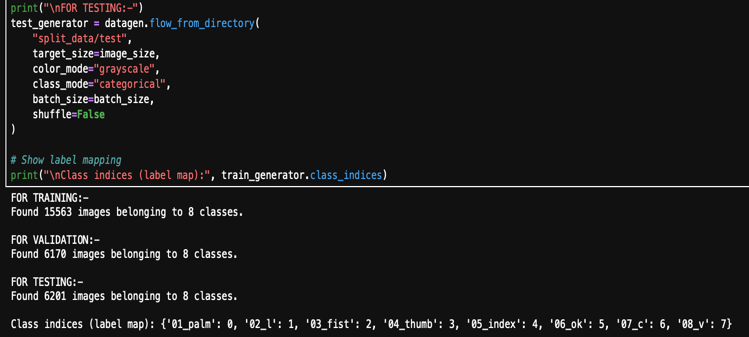 print("\nFOR TESTING:-")
test_generator = datagen.flow_from_directory(
    "split_data/test",
    target_size=image_size,
    color_mode="grayscale",
    class_mode="categorical",
    batch_size=batch_size,
    shuffle=False
)
# Show label mapping
print("\nClass indices (label map):", train_generator.class_indices)
FOR TRAINING:-
Found 15563 images belonging to 8 classes.
FOR VALIDATION:-
Found 6170 images belonging to 8 classes.
FOR TESTING:-
Found 6201 images belonging to 8 classes.
Class indices (label map): {'01_palm': 0, '02_l': 1, '03_fist': 2, '04_thumb': 3, '05_index': 4, '06_ok': 5, '07_c': 6, '08_v': 7}